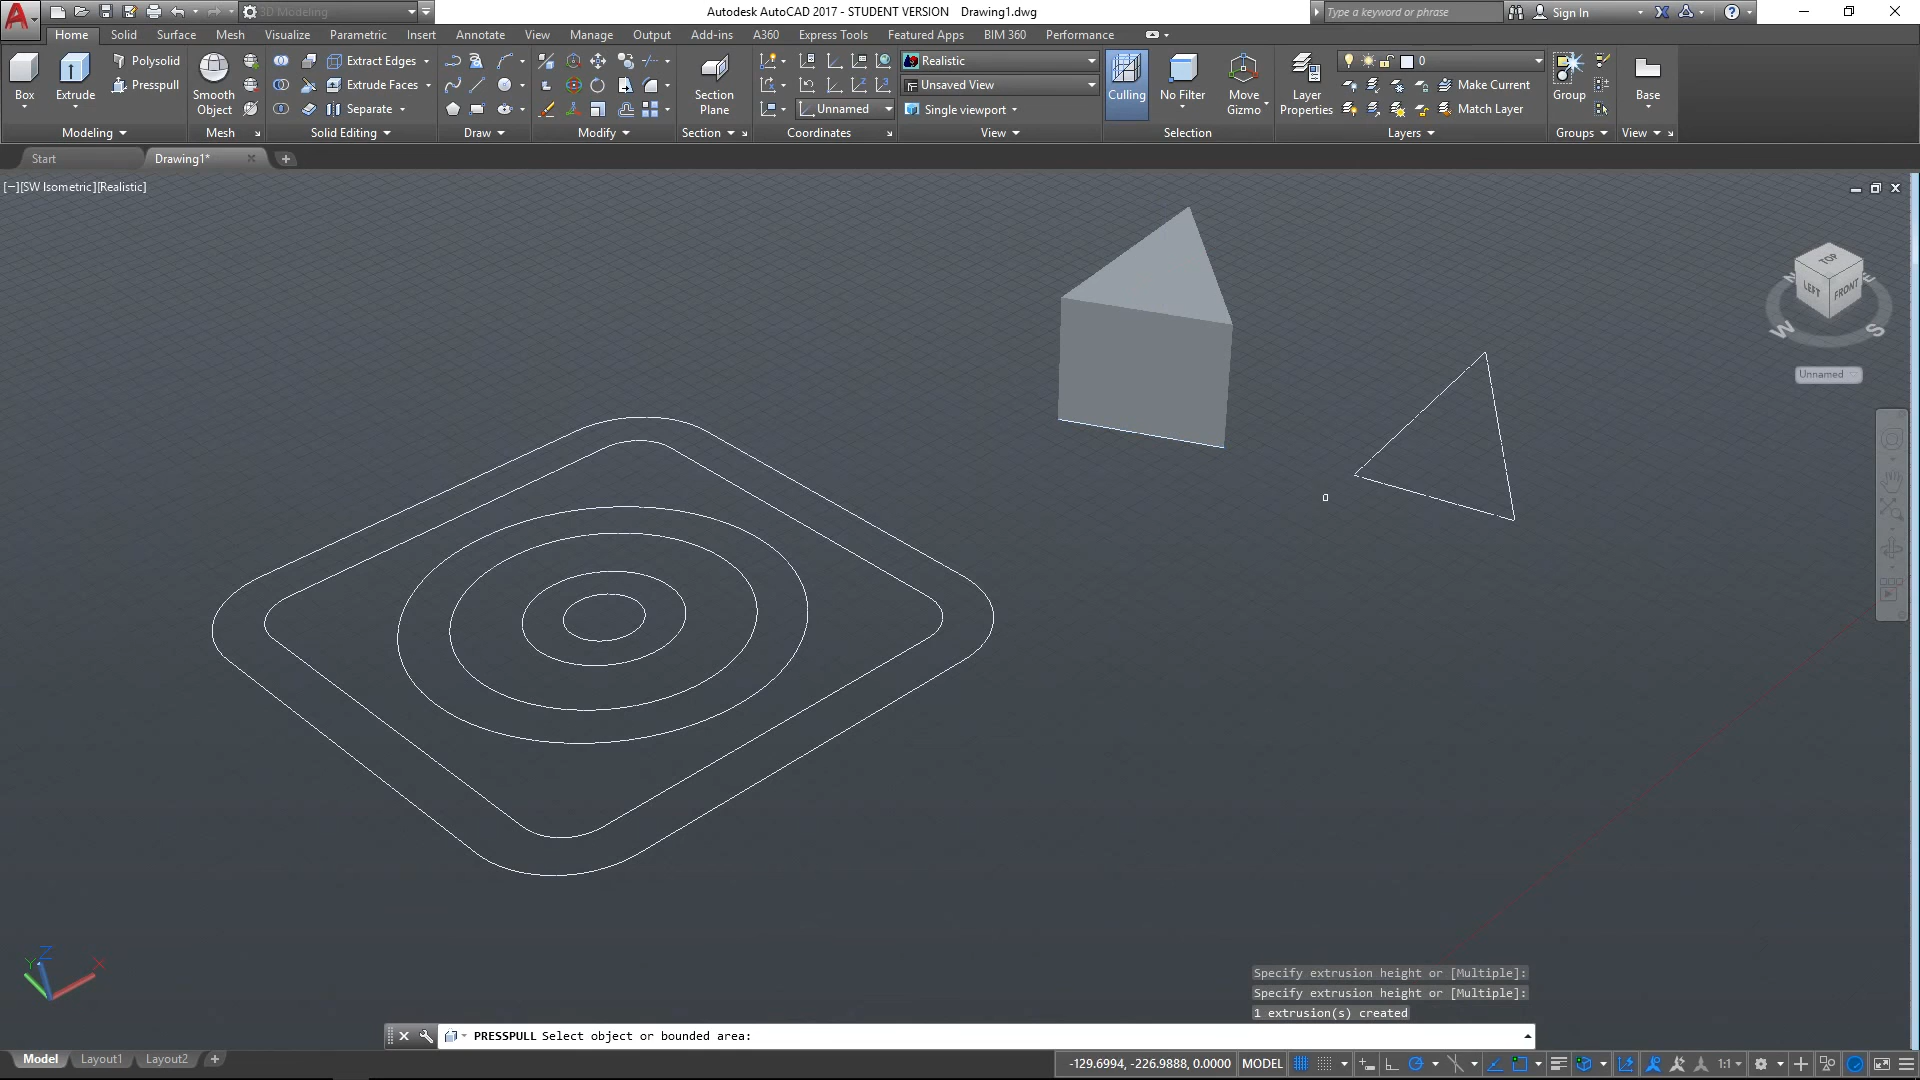 3D Modeling
Autodesk AutoCAD 2017 - STUDENT VERSION Drawing1.dwg
Type a keyword or phrase
Sign In
Home Solid Surface Mesh Visualize Parametric Insert Annotate View Manage Output Add-ins A360 Express Tools Featured Apps BIM 360 Performance
Polysolid Extract Edges Realistic 0
Presspull Extrude Faces Unsaved View Make Current
Box Extrude Smooth Object Separate Section Plane Unnamed Single viewport Culling No Filter Move Gizmo Layer Properties Match Layer Group Base
Modeling Mesh Solid Editing Draw Modify Section Coordinates View Selection Layers Groups View
Start Drawing1*
[−][SW Isometric][Realistic]
N E
TOP
LEFT FRONT
W S
Unnamed
Z
Y X
Specify extrusion height or [Multiple]:
Specify extrusion height or [Multiple]:
1 extrusion(s) created
PRESSPULL Select object or bounded area:
Model Layout1 Layout2 +
-129.6994, -226.9888, 0.0000 MODEL 1:1